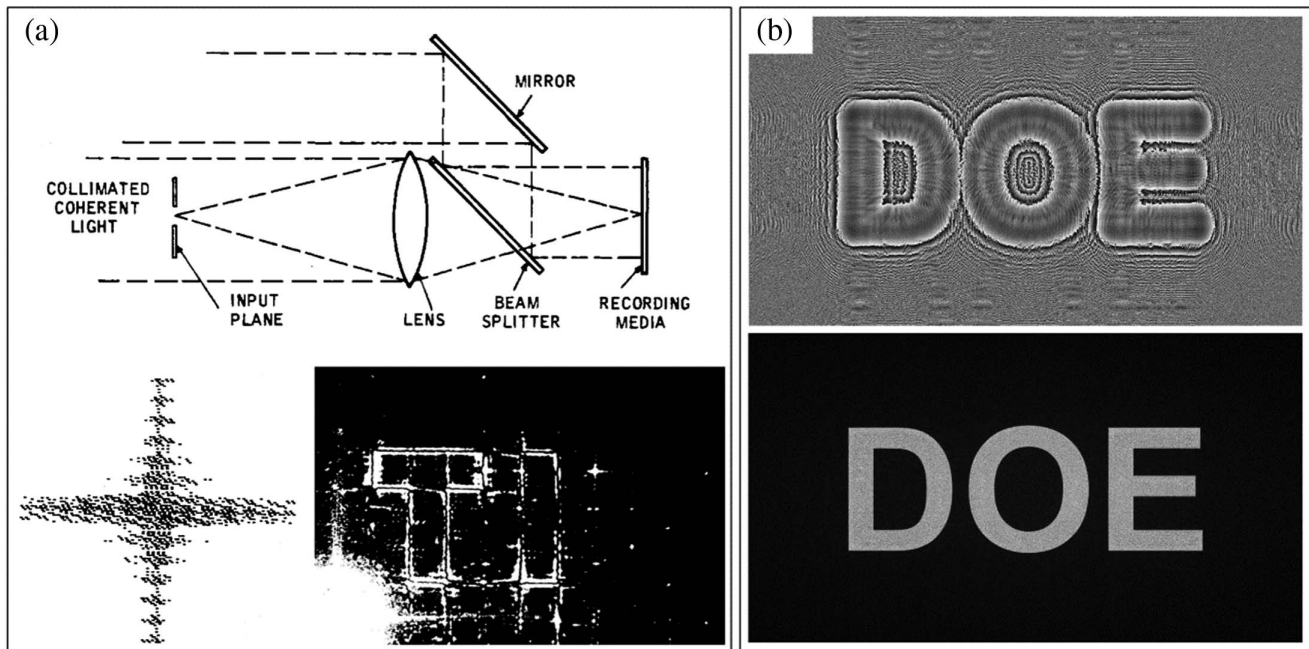 (a)
MIRROR
COLLIMATED
COHERENT
LIGHT
INPUT
PLANE
LENS
BEAM
SPLITTER
RECORDING
MEDIA
(b)
DOE
DOE